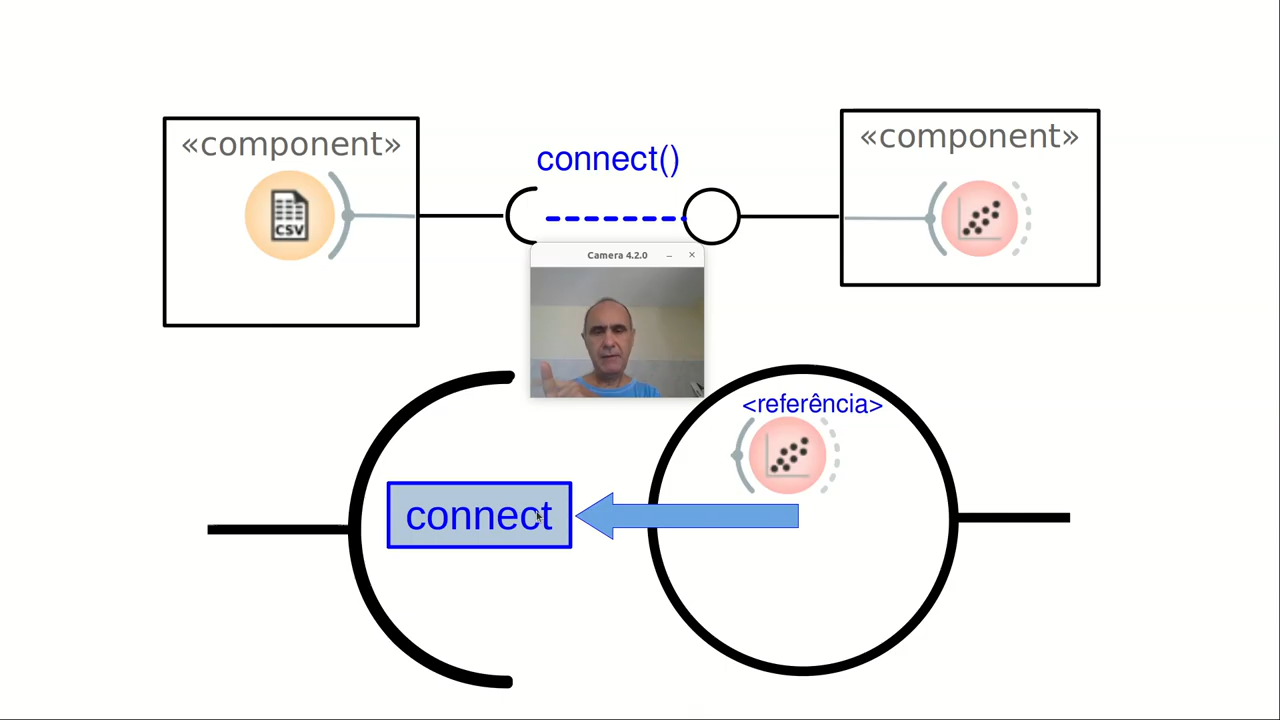 «component»
«component»
connect()
CSV
Camera 4.2.0
<referência>
connect